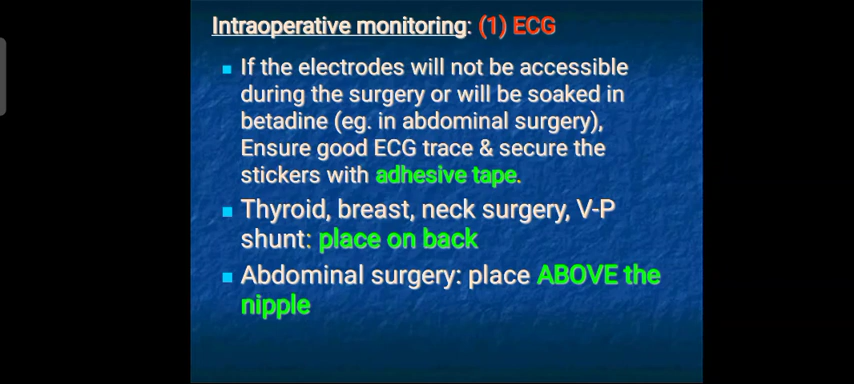 Intraoperative monitoring: (1) ECG
If the electrodes will not be accessible
during the surgery or will be soaked in
betadine (eg. in abdominal surgery),
Ensure good ECG trace & secure the
stickers with adhesive tape.
Thyroid, breast, neck surgery, V-P
shunt: place on back
Abdominal surgery: place ABOVE the
nipple